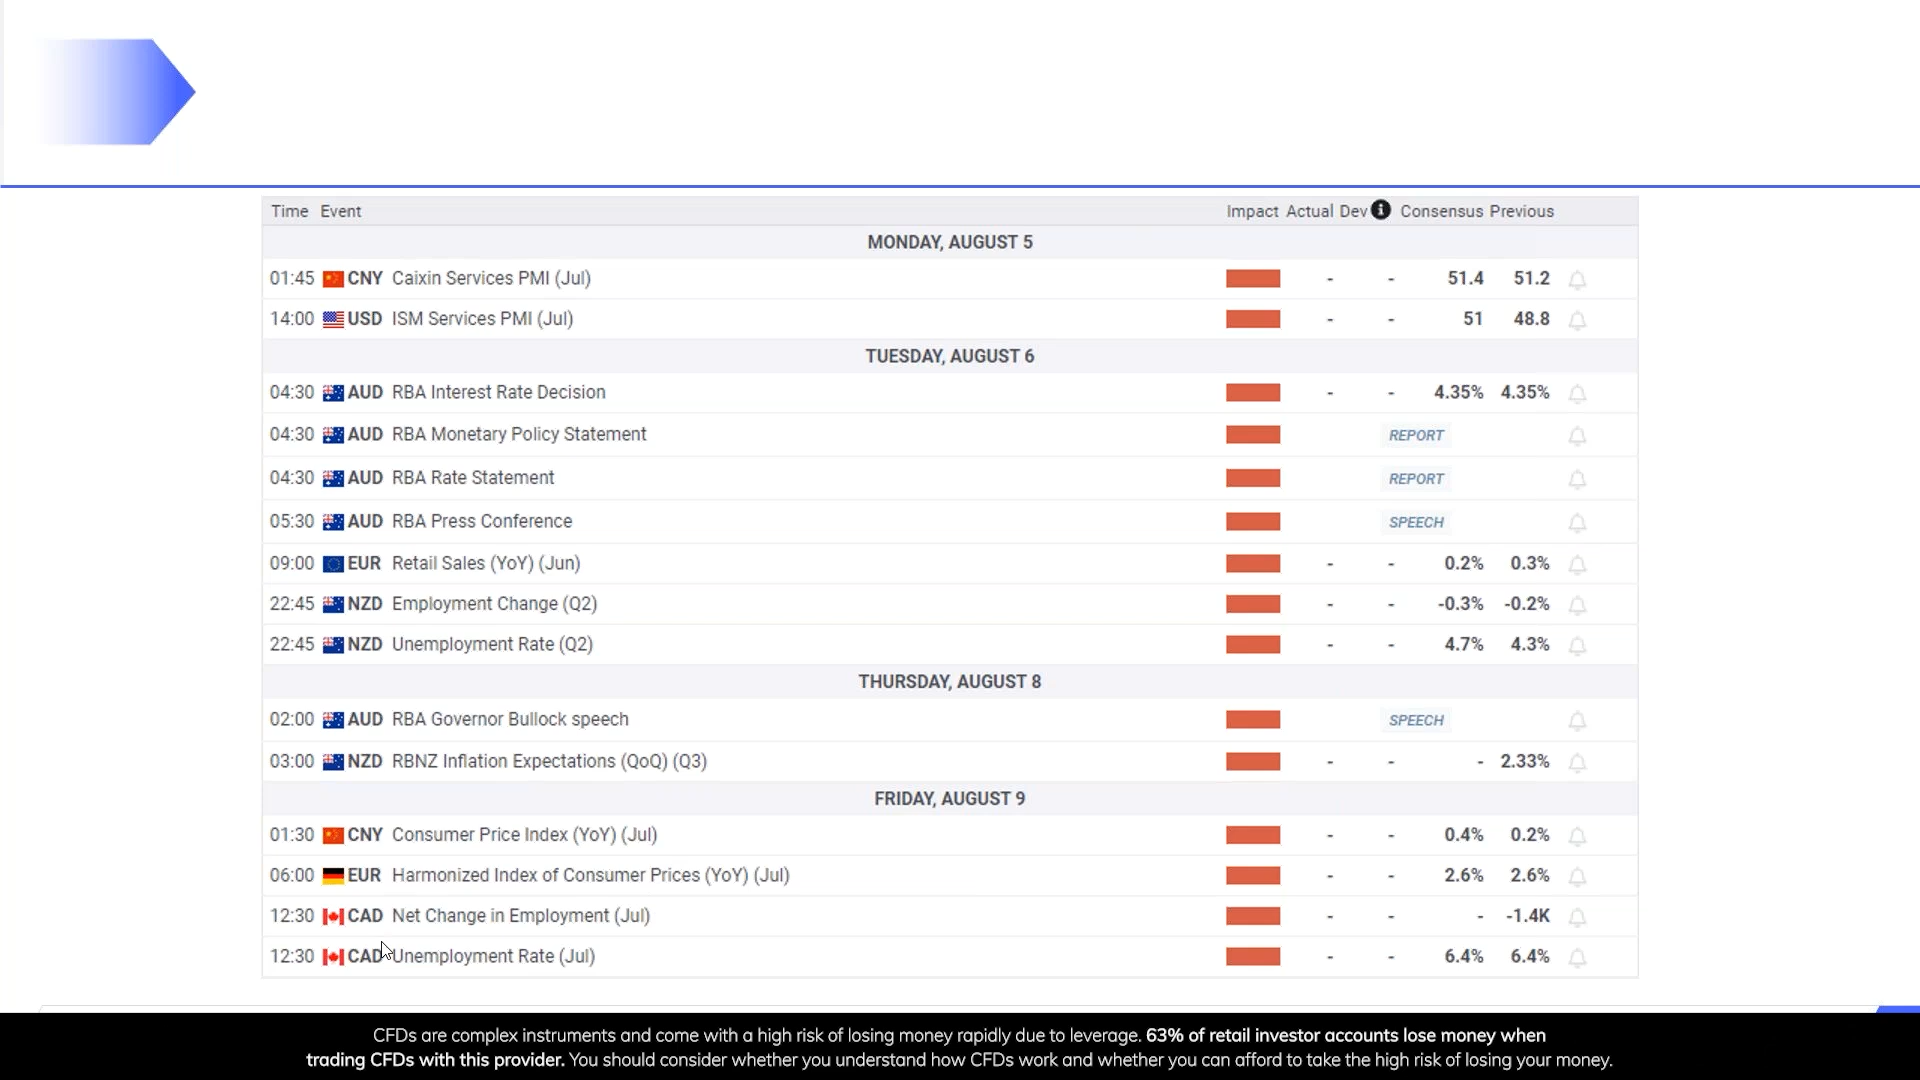 Time Event Impact Actual Dev i Consensus Previous
MONDAY, AUGUST 5
01:45 CNY Caixin Services PMI (Jul) - - 51.4 51.2
14:00 USD ISM Services PMI (Jul) - - 51 48.8
TUESDAY, AUGUST 6
04:30 AUD RBA Interest Rate Decision - - 4.35% 4.35%
04:30 AUD RBA Monetary Policy Statement REPORT
04:30 AUD RBA Rate Statement REPORT
05:30 AUD RBA Press Conference SPEECH
09:00 EUR Retail Sales (YoY) (Jun) - - 0.2% 0.3%
22:45 NZD Employment Change (Q2) - - -0.3% -0.2%
22:45 NZD Unemployment Rate (Q2) - - 4.7% 4.3%
THURSDAY, AUGUST 8
02:00 AUD RBA Governor Bullock speech SPEECH
03:00 NZD RBNZ Inflation Expectations (QoQ) (Q3) - - - 2.33%
FRIDAY, AUGUST 9
01:30 CNY Consumer Price Index (YoY) (Jul) - - 0.4% 0.2%
06:00 EUR Harmonized Index of Consumer Prices (YoY) (Jul) - - 2.6% 2.6%
12:30 CAD Net Change in Employment (Jul) - - - -1.4K
12:30 CAD Unemployment Rate (Jul) - - 6.4% 6.4%
CFDs are complex instruments and come with a high risk of losing money rapidly due to leverage. 63% of retail investor accounts lose money when
trading CFDs with this provider. You should consider whether you understand how CFDs work and whether you can afford to take the high risk of losing your money.